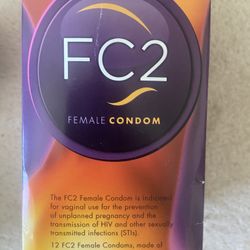 FC2
FEMALE CONDOM
The FC2 Female Condom is indicated
for vaginal use for the prevention
of unplanned pregnancy and the
transmission of HIV and other sexually
transmitted infections (STIs).
12 FC2 Female Condoms, made of